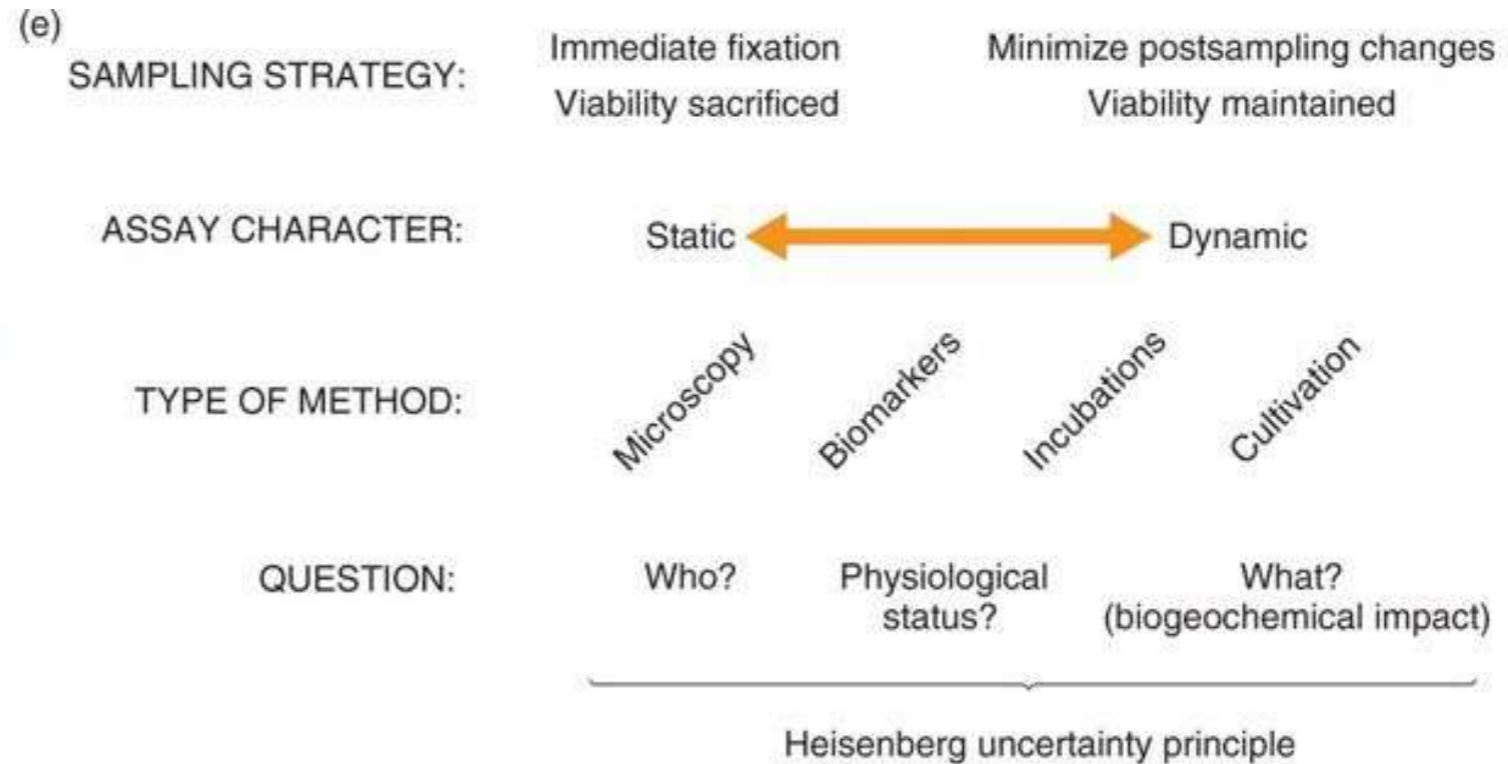 (e)
SAMPLING STRATEGY:
Immediate fixation
Viability sacrificed
Minimize postsampling changes
Viability maintained
ASSAY CHARACTER:
Static
Dynamic
TYPE OF METHOD:
Microscopy
Biomarkers
Incubations
Cultivation
QUESTION:
Who?
Physiological
status?
What?
(biogeochemical impact)
Heisenberg uncertainty principle